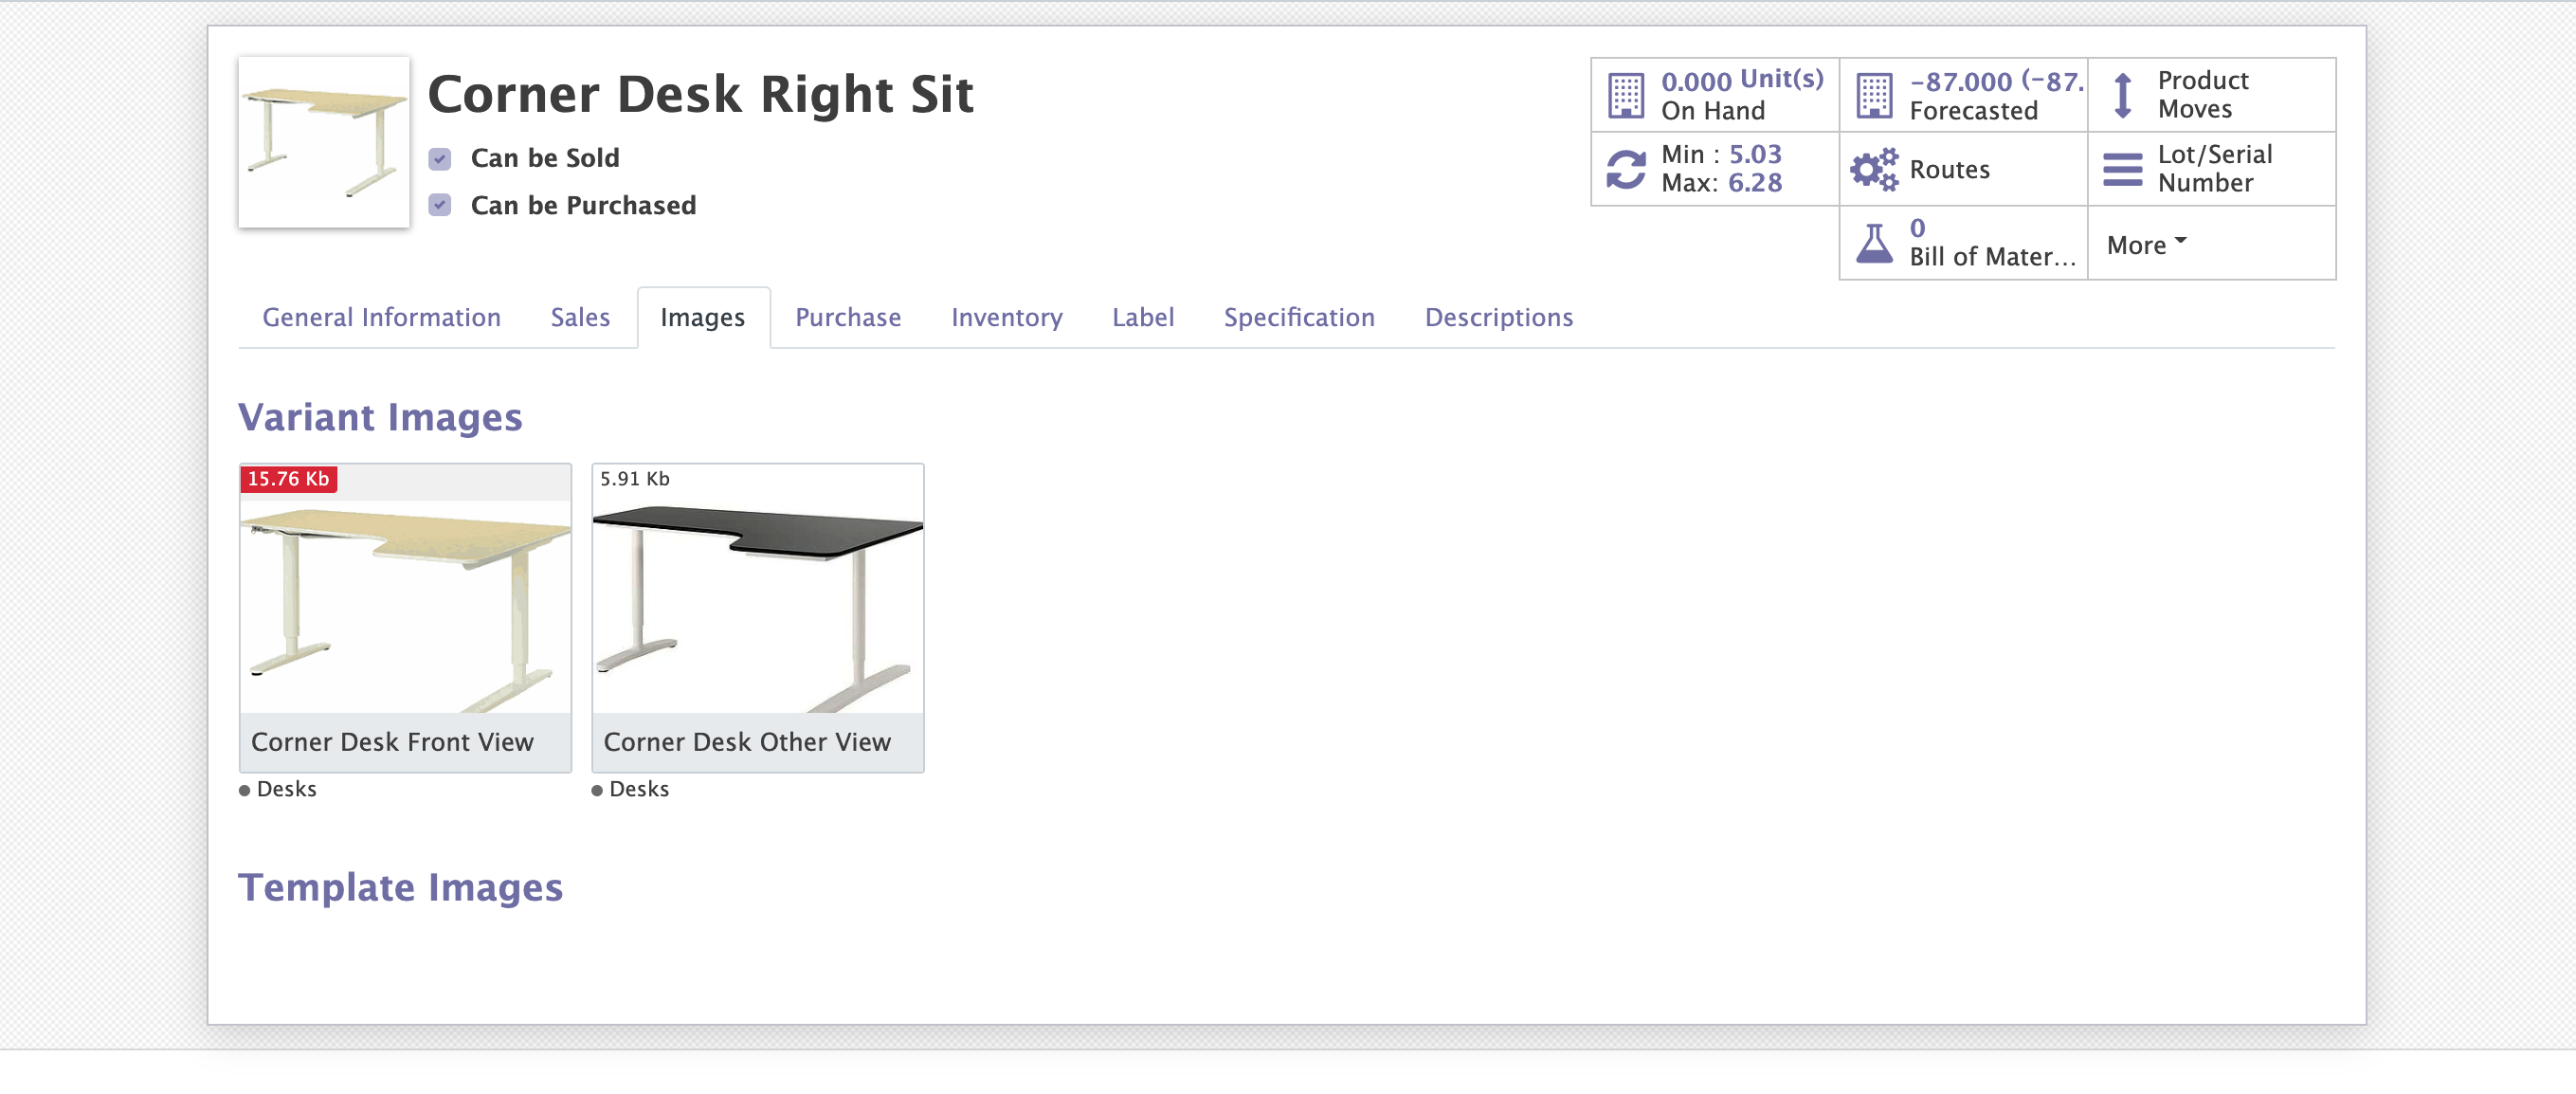 Corner Desk Right Sit
Can be Sold
Can be Purchased
0.000 Unit(s)
On Hand
-87.000 (-87.
Forecasted
Product
Moves
Min : 5.03
Max: 6.28
Routes
Lot/Serial
Number
0
Bill of Mater...
More
General Information Sales Images Purchase Inventory Label Specification Descriptions
Variant Images
15.76 Kb
Corner Desk Front View
Desks
5.91 Kb
Corner Desk Other View
Desks
Template Images